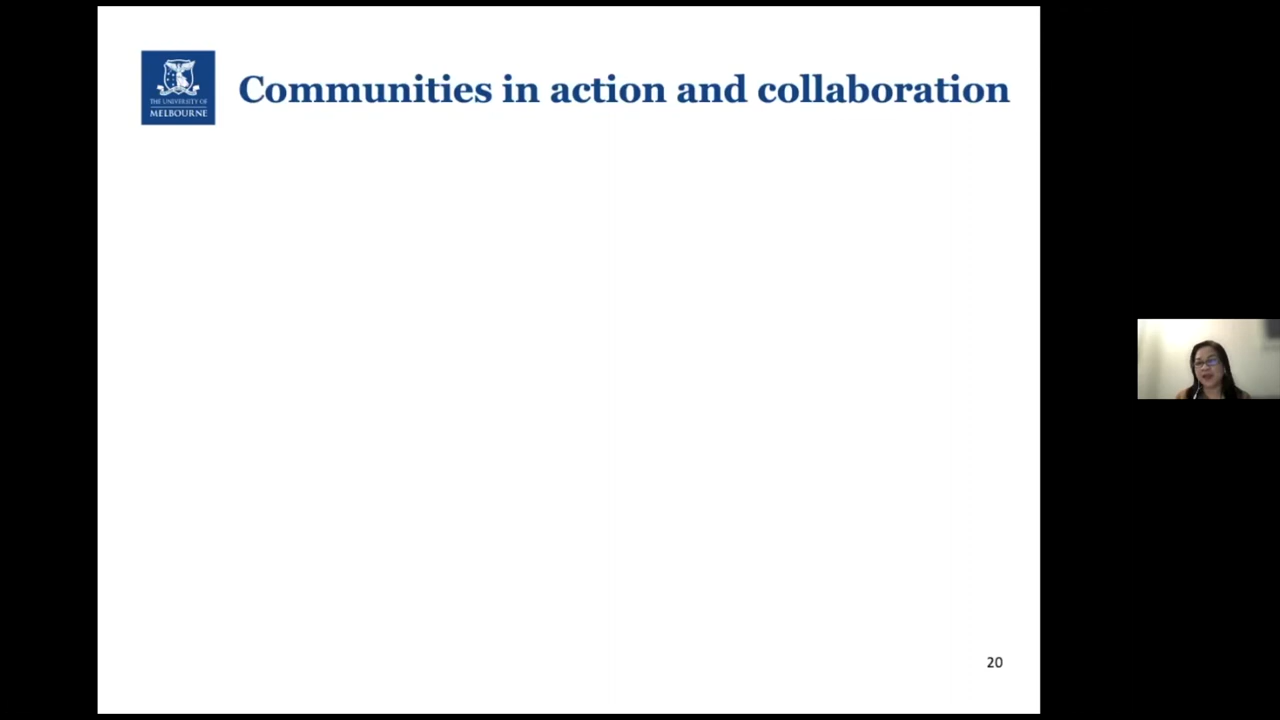 THE UNIVERSITY OF
MELBOURNE
Communities in action and collaboration
20